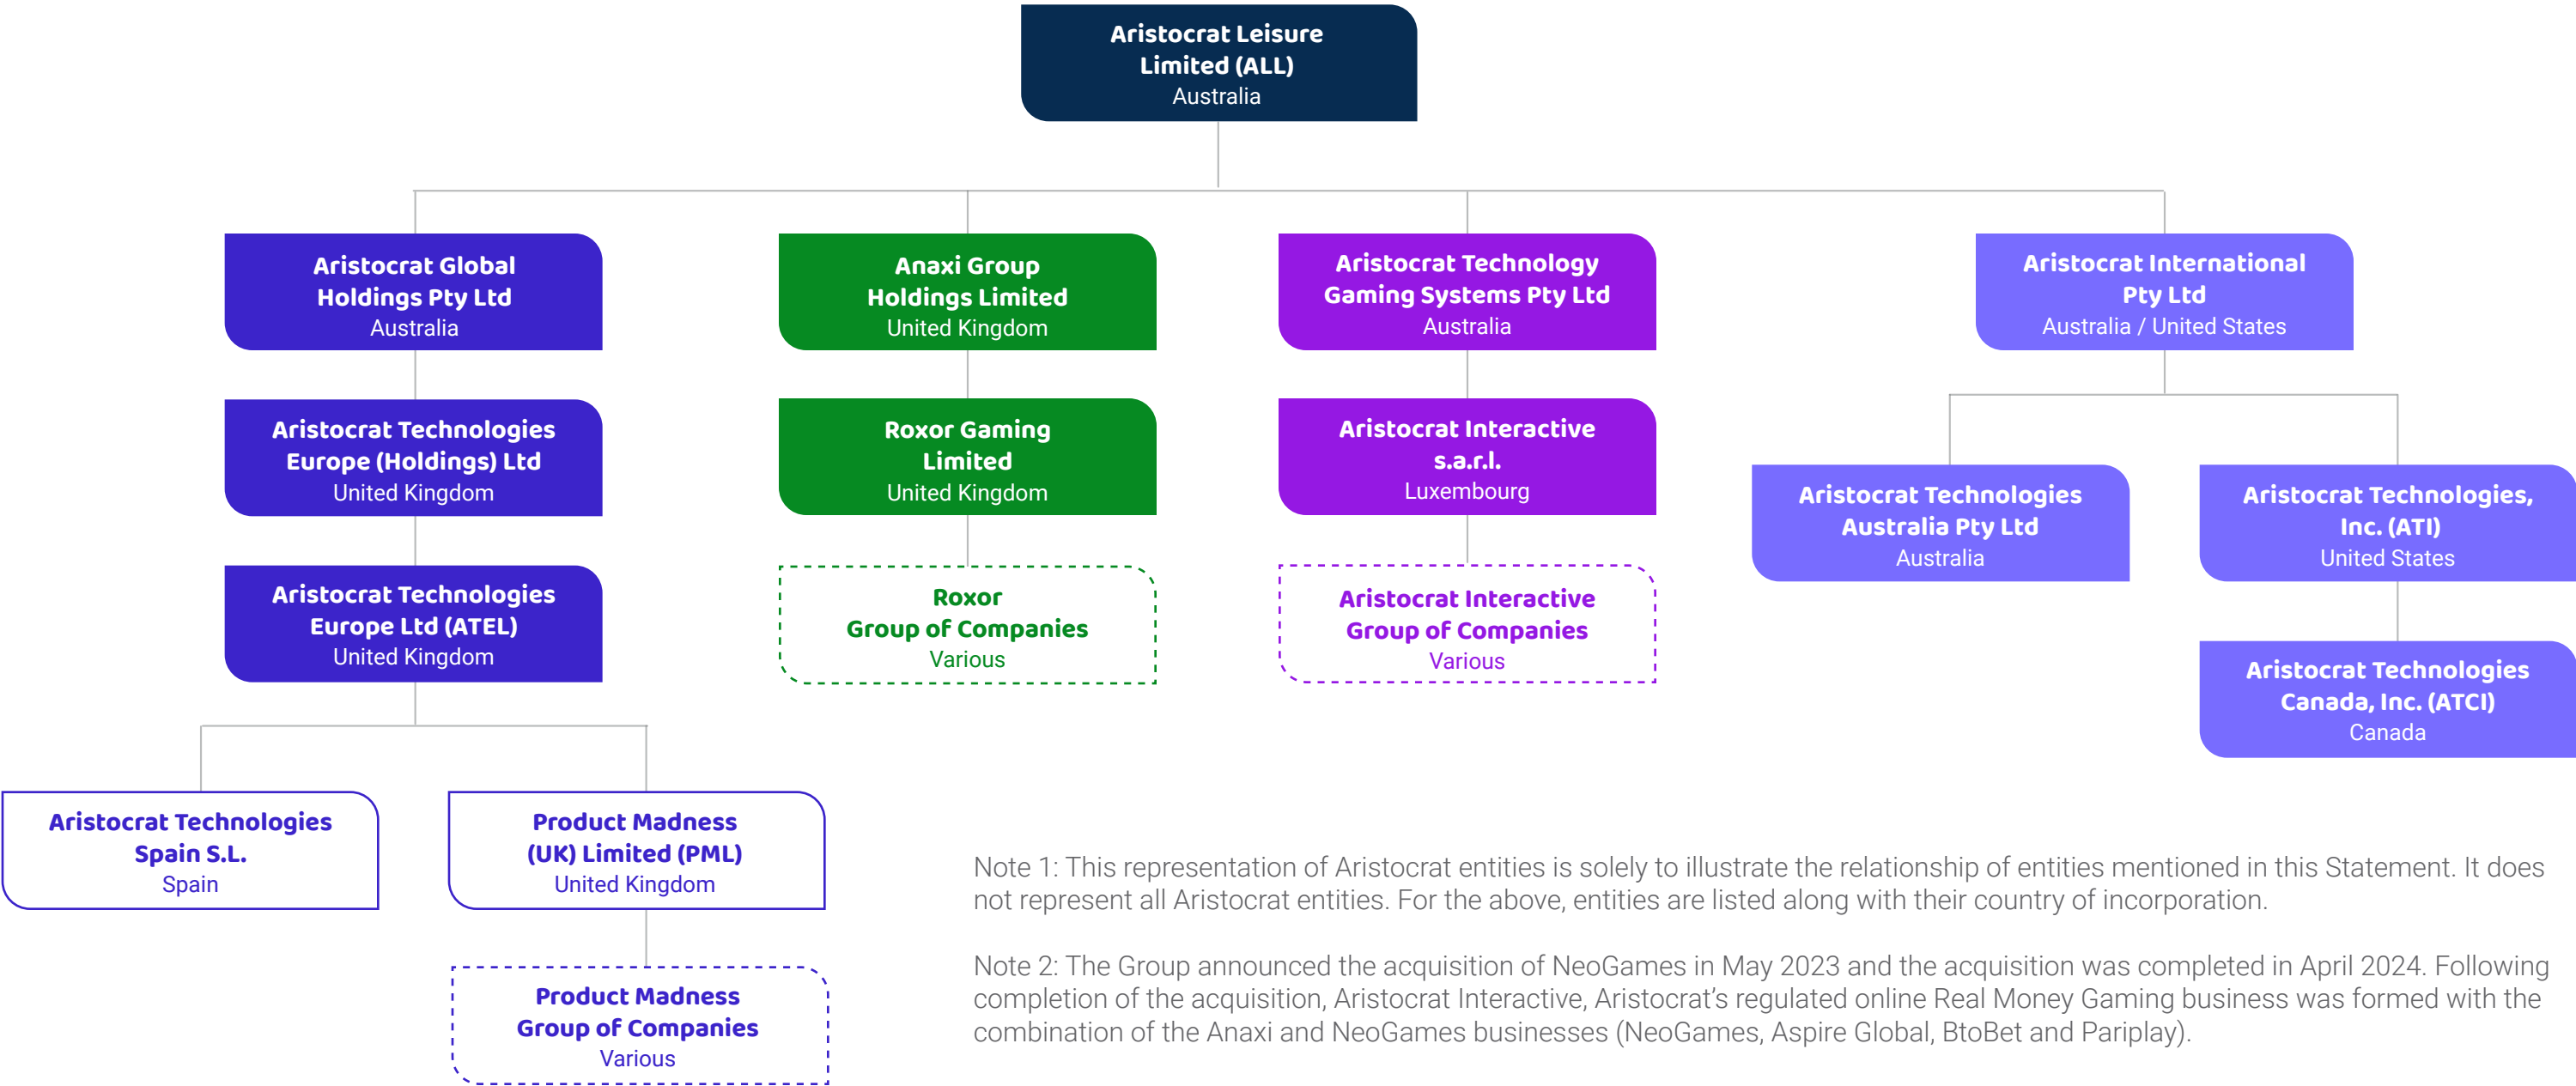 Aristocrat Leisure
Limited (ALL)
Australia
Aristocrat Global
Holdings Pty Ltd
Australia
Anaxi Group
Holdings Limited
United Kingdom
Aristocrat Technology
Gaming Systems Pty Ltd
Australia
Aristocrat International
Pty Ltd
Australia / United States
Aristocrat Technologies
Europe (Holdings) Ltd
United Kingdom
Roxor Gaming
Limited
United Kingdom
Aristocrat Interactive
s.a.r.l.
Luxembourg
Aristocrat Technologies
Australia Pty Ltd
Australia
Aristocrat Technologies,
Inc. (ATI)
United States
Aristocrat Technologies
Europe Ltd (ATEL)
United Kingdom
Roxor
Group of Companies
Various
Aristocrat Interactive
Group of Companies
Various
Aristocrat Technologies
Canada, Inc. (ATCI)
Canada
Aristocrat Technologies
Spain S.L.
Spain
Product Madness
(UK) Limited (PML)
United Kingdom
Product Madness
Group of Companies
Various
Note 1: This representation of Aristocrat entities is solely to illustrate the relationship of entities mentioned in this Statement. It does
not represent all Aristocrat entities. For the above, entities are listed along with their country of incorporation.
Note 2: The Group announced the acquisition of NeoGames in May 2023 and the acquisition was completed in April 2024. Following
completion of the acquisition, Aristocrat Interactive, Aristocrat’s regulated online Real Money Gaming business was formed with the
combination of the Anaxi and NeoGames businesses (NeoGames, Aspire Global, BtoBet and Pariplay).